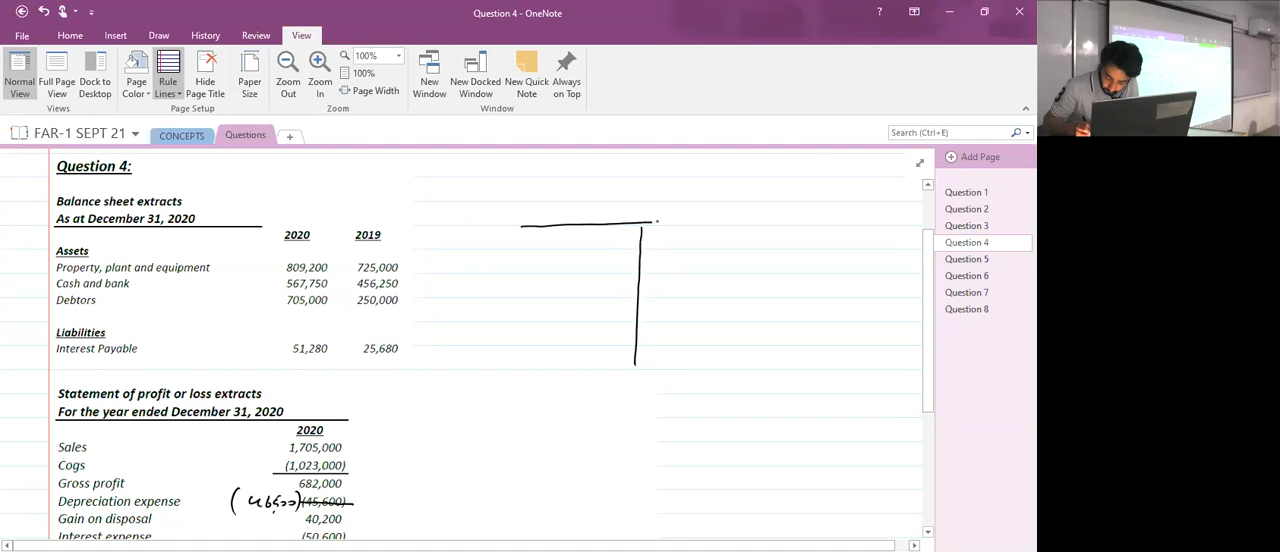 Question 4 - OneNote
?
File Home Insert Draw History Review View
Normal View
Full Page View
Dock to Desktop
Page Color
Rule Lines
Hide Page Title
Paper Size
Zoom Out
Zoom In
100%
100%
Page Width
New Window
New Docked Window
New Quick Note
Always on Top
Views Page Setup Zoom Window
FAR-1 SEPT 21 CONCEPTS Questions +
Search (Ctrl+E)
Add Page
Question 1
Question 2
Question 3
Question 4
Question 5
Question 6
Question 7
Question 8
Question 4:
Balance sheet extracts
As at December 31, 2020
2020 2019
Assets
Property, plant and equipment 809,200 725,000
Cash and bank 567,750 456,250
Debtors 705,000 250,000
Liabilities
Interest Payable 51,280 25,680
Statement of profit or loss extracts
For the year ended December 31, 2020
2020
Sales 1,705,000
Cogs (1,023,000)
Gross profit 682,000
Depreciation expense (45,600)
Gain on disposal 40,200
Interest expense (50,600)